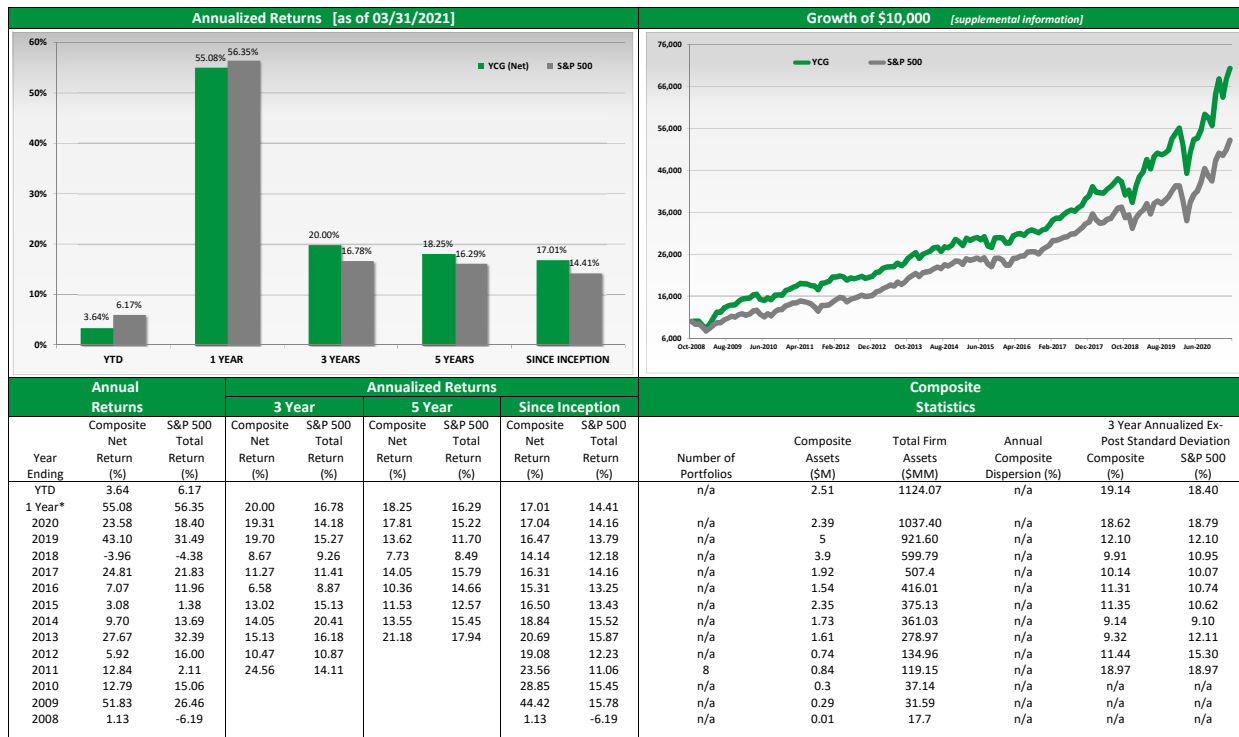 Annualized Returns [as of 03/31/2021]
60%
50%
40%
30%
20%
10%
0%
3.64%
6.17%
55.08%
56.35%
20.00%
16.78%
18.25%
16.29%
17.01%
14.41%
YCG (Net) S&P 500
YTD 1 YEAR 3 YEARS 5 YEARS SINCE INCEPTION
Growth of $10,000 [supplemental information]
76,000
66,000
56,000
46,000
36,000
26,000
16,000
6,000
YCG S&P 500
Oct-2008 Aug-2009 Jun-2010 Apr-2011 Feb-2012 Dec-2012 Oct-2013 Aug-2014 Jun-2015 Apr-2016 Feb-2017 Dec-2017 Oct-2018 Aug-2019 Jun-2020
Annual Annualized Returns Composite
Returns 3 Year 5 Year Since Inception Statistics
Composite S&P 500 Composite S&P 500 Composite S&P 500 Composite S&P 500 3 Year Annualized Ex-
Net Total Net Total Net Total Net Total Composite Total Firm Annual Post Standard Deviation
Year Return Return Return Return Return Return Return Return Number of Assets Assets Composite Composite S&P 500
Ending (%) (%) (%) (%) (%) (%) (%) (%) Portfolios ($M) ($MM) Dispersion (%) (%) (%)
YTD 3.64 6.17 n/a 2.51 1124.07 n/a 19.14 18.40
1 Year* 55.08 56.35 20.00 16.78 18.25 16.29 17.01 14.41
2020 23.58 18.40 19.31 14.18 17.81 15.22 17.04 14.16 n/a 2.39 1037.40 n/a 18.62 18.79
2019 43.10 31.49 19.70 15.27 13.62 11.70 16.47 13.79 n/a 5 921.60 n/a 12.10 12.10
2018 -3.96 -4.38 8.67 9.26 7.73 8.49 14.14 12.18 n/a 3.9 599.79 n/a 9.91 10.95
2017 24.81 21.83 11.27 11.41 14.05 15.79 16.31 14.16 n/a 1.92 507.4 n/a 10.14 10.07
2016 7.07 11.96 6.58 8.87 10.36 14.66 15.31 13.25 n/a 1.54 416.01 n/a 11.31 10.74
2015 3.08 1.38 13.02 15.13 11.53 12.57 16.50 13.43 n/a 2.35 375.13 n/a 11.35 10.62
2014 9.70 13.69 14.05 20.41 13.55 15.45 18.84 15.52 n/a 1.73 361.03 n/a 9.14 9.10
2013 27.67 32.39 15.13 16.18 21.18 17.94 20.69 15.87 n/a 1.61 278.97 n/a 9.32 12.11
2012 5.92 16.00 10.47 10.87 19.08 12.23 n/a 0.74 134.96 n/a 11.44 15.30
2011 12.84 2.11 24.56 14.11 23.56 11.06 8 0.84 119.15 n/a 18.97 18.97
2010 12.79 15.06 28.85 15.45 n/a 0.3 37.14 n/a n/a n/a
2009 51.83 26.46 44.42 15.78 n/a 0.29 31.59 n/a n/a n/a
2008 1.13 -6.19 1.13 -6.19 n/a 0.01 17.7 n/a n/a n/a